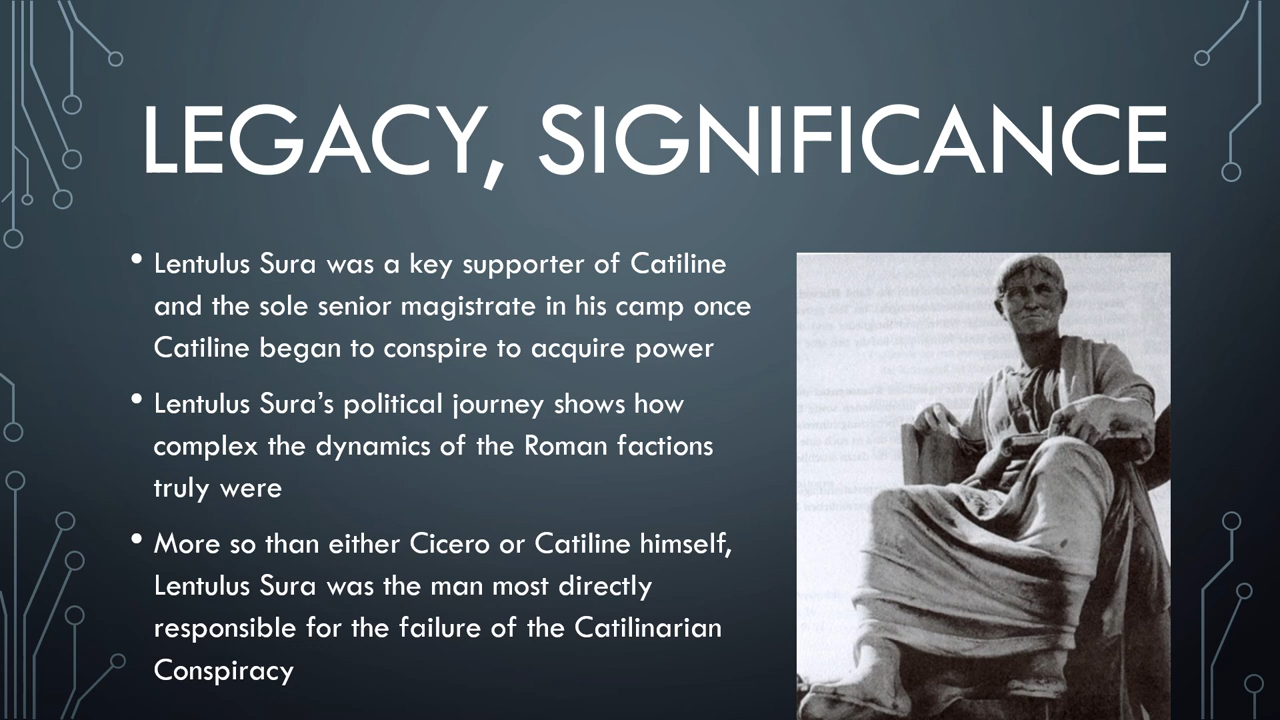 LEGACY, SIGNIFICANCE
• Lentulus Sura was a key supporter of Catiline
and the sole senior magistrate in his camp once
Catiline began to conspire to acquire power
• Lentulus Sura’s political journey shows how
complex the dynamics of the Roman factions
truly were
• More so than either Cicero or Catiline himself,
Lentulus Sura was the man most directly
responsible for the failure of the Catilinarian
Conspiracy